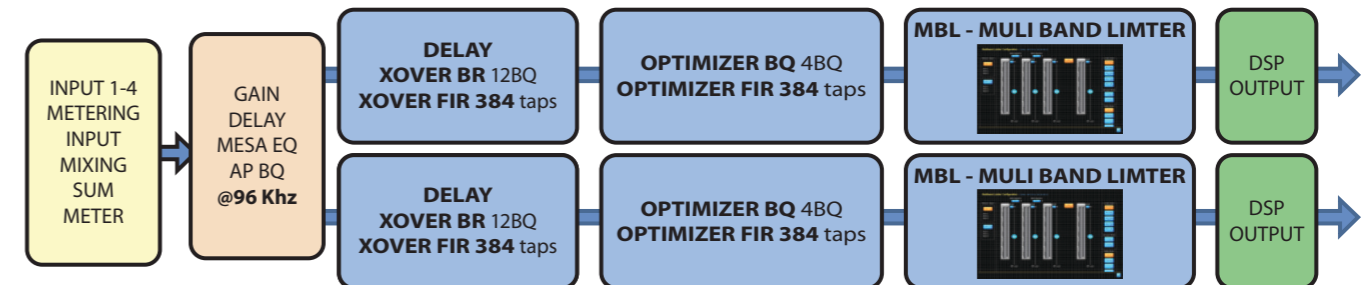 INPUT 1-4
METERING
INPUT
MIXING
SUM
METER
GAIN
DELAY
MESA EQ
AP BQ
@96 Khz
DELAY
XOVER BR 12BQ
XOVER FIR 384 taps
OPTIMIZER BQ 4BQ
OPTIMIZER FIR 384 taps
MBL - MULI BAND LIMTER
DSP
OUTPUT
DELAY
XOVER BR 12BQ
XOVER FIR 384 taps
OPTIMIZER BQ 4BQ
OPTIMIZER FIR 384 taps
MBL - MULI BAND LIMTER
DSP
OUTPUT